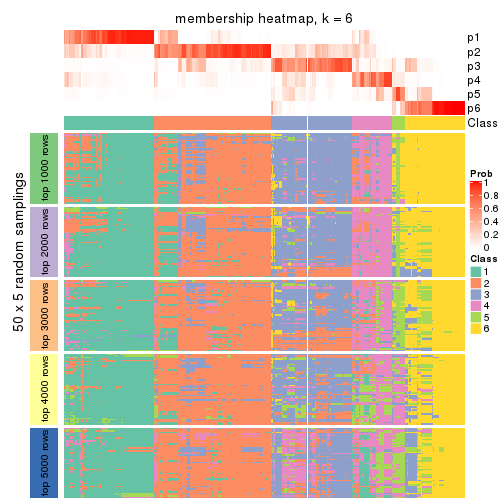 membership heatmap, k = 6
p1
p2
p3
p4
p5
p6
Class
50 x 5 random samplings
top 1000 rows
top 2000 rows
top 3000 rows
top 4000 rows
top 5000 rows
Prob
1
0.8
0.6
0.4
0.2
0
Class
1
2
3
4
5
6